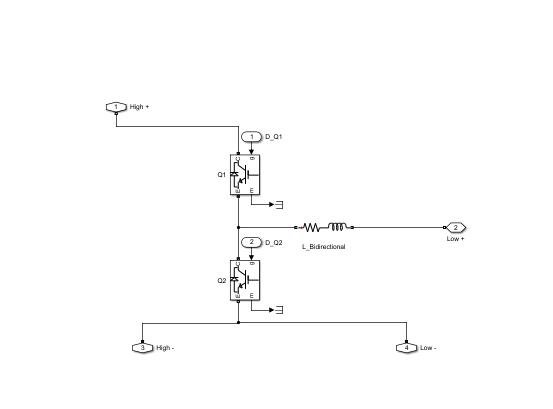 1 High +
1 D_Q1
C g
Q1
E m
2
Low +
L_Bidirectional
2 D_Q2
C g
Q2
E m
3 High -
4 Low -